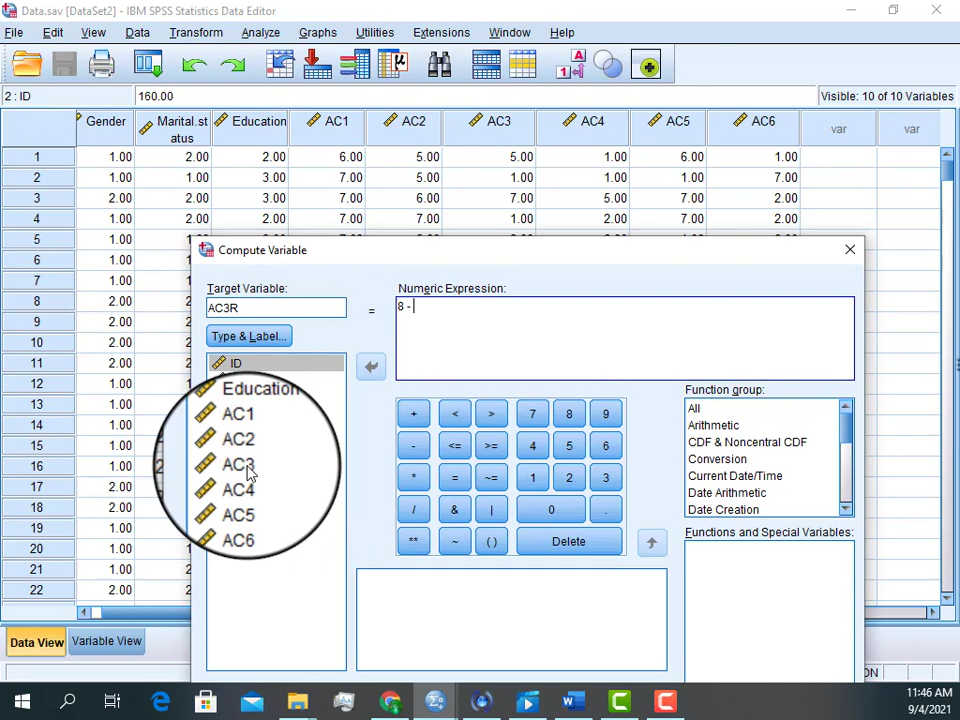 Data.sav [DataSet2] - IBM SPSS Statistics Data Editor
File Edit View Data Transform Analyze Graphs Utilities Extensions Window Help
2 : ID 160.00 Visible: 10 of 10 Variables
Gender Marital.st atus Education AC1 AC2 AC3 AC4 AC5 AC6 var var
1 1.00 2.00 2.00 6.00 5.00 5.00 1.00 6.00 1.00
2 1.00 1.00 3.00 7.00 5.00 1.00 1.00 1.00 7.00
3 2.00 2.00 3.00 7.00 6.00 7.00 5.00 7.00 2.00
4 1.00 2.00 2.00 7.00 7.00 1.00 2.00 7.00 2.00
5 1.00
6 1.00
7 1.00
8 2.00
9 2.00
10 2.00
11 2.00
12 1.00
13 1.00
14 1.00
15 1.00
16 1.00
17 1.00
18 2.00
19 1.00
20 1.00
21 1.00
22 2.00
Compute Variable
Target Variable: Numeric Expression:
AC3R = 8 -
Type & Label...
ID
Education
AC1
AC2
AC3
AC4
AC5
AC6
+ < > 7 8 9
- <= >= 4 5 6
* = ~= 1 2 3
/ & | 0 .
** ~ ( ) Delete
Function group:
All
Arithmetic
CDF & Noncentral CDF
Conversion
Current Date/Time
Date Arithmetic
Date Creation
Functions and Special Variables:
Data View Variable View
ON
11:46 AM
9/4/2021